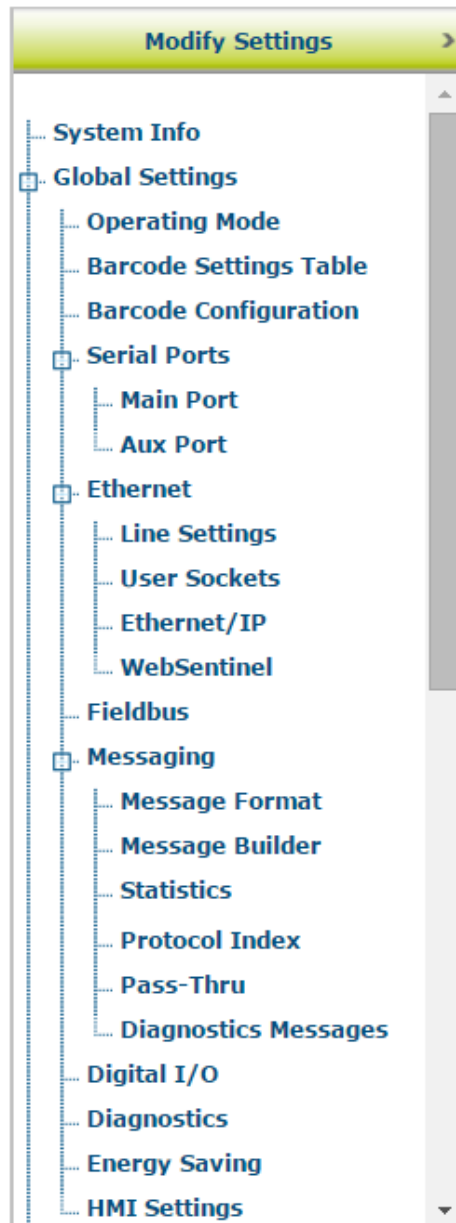 Modify Settings
System Info
Global Settings
Operating Mode
Barcode Settings Table
Barcode Configuration
Serial Ports
Main Port
Aux Port
Ethernet
Line Settings
User Sockets
Ethernet/IP
WebSentinel
Fieldbus
Messaging
Message Format
Message Builder
Statistics
Protocol Index
Pass-Thru
Diagnostics Messages
Digital I/O
Diagnostics
Energy Saving
HMI Settings